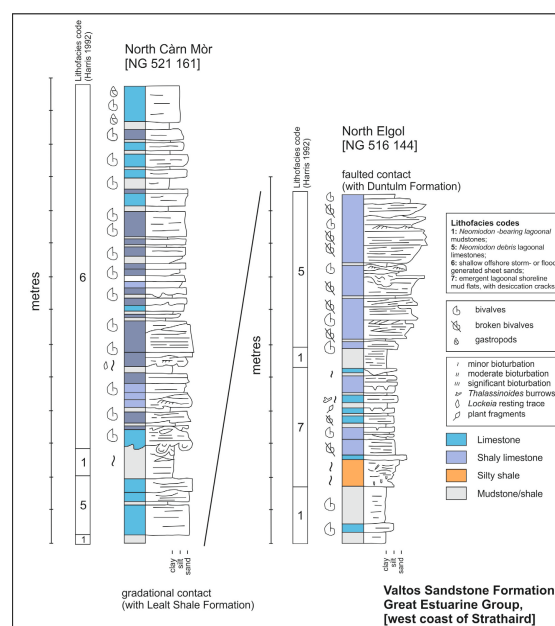 Lithofacies code
(Harris 1992)
North Càrn Mòr
[NG 521 161]
metres
6
1
5
1
clay
silt
sand
gradational contact
(with Lealt Shale Formation)
Lithofacies code
(Harris 1992)
North Elgol
[NG 516 144]
faulted contact
(with Duntulm Formation)
metres
5
1
7
1
clay
silt
sand
Lithofacies codes
1: Neomiodon -bearing lagoonal
mudstones;
5: Neomiodon debris lagoonal
limestones;
6: shallow offshore storm- or flood
generated sheet sands;
7: emergent lagoonal shoreline
mud flats, with desiccation cracks
bivalves
broken bivalves
gastropods
minor bioturbation
moderate bioturbation
significant bioturbation
Thalassinoides burrows
Lockeia resting trace
plant fragments
Limestone
Shaly limestone
Silty shale
Mudstone/shale
Valtos Sandstone Formation
Great Estuarine Group,
[west coast of Strathaird]